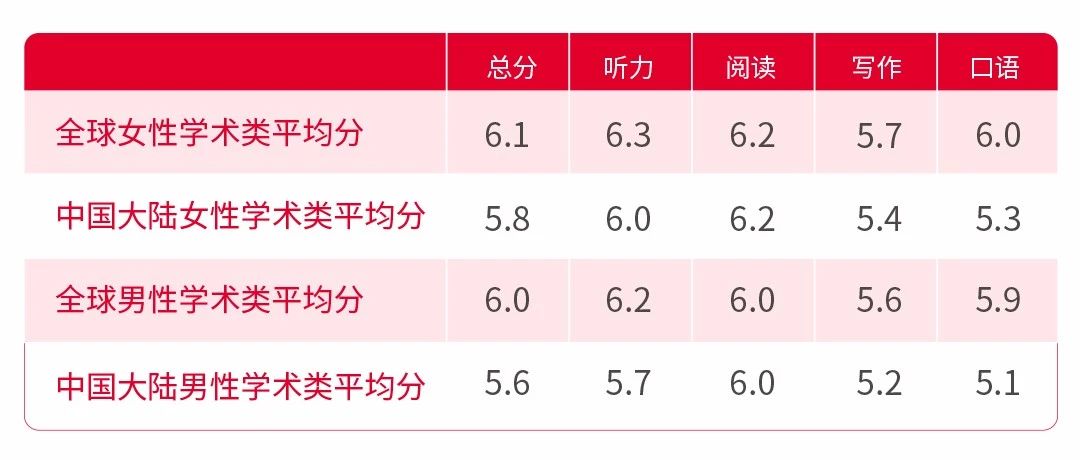 总分 听力 阅读 写作 口语
全球女性学术类平均分 6.1 6.3 6.2 5.7 6.0
中国大陆女性学术类平均分 5.8 6.0 6.2 5.4 5.3
全球男性学术类平均分 6.0 6.2 6.0 5.6 5.9
中国大陆男性学术类平均分 5.6 5.7 6.0 5.2 5.1